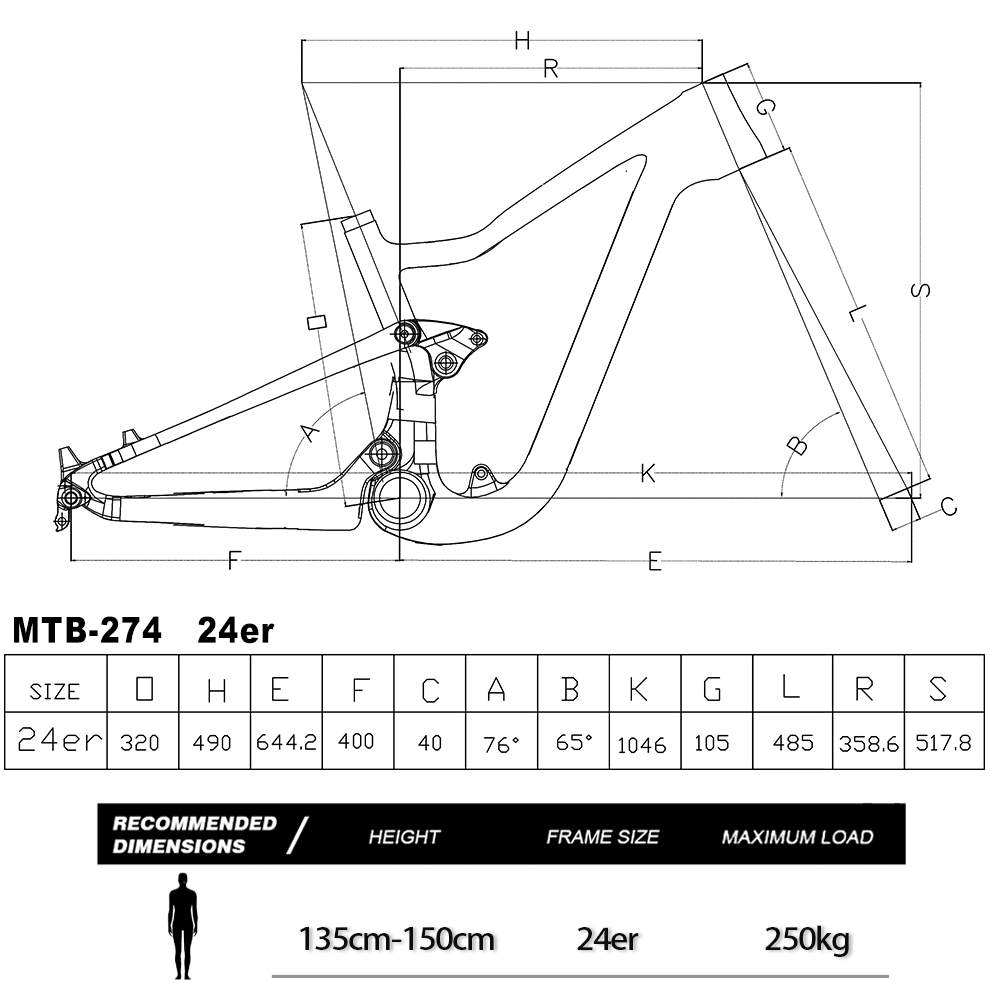 H
R
G
S
L
O
A
B
K
C
F
E
MTB-274 24er
SIZE O H E F C A B K G L R S
24er 320 490 644.2 400 40 76° 65° 1046 105 485 358.6 517.8
RECOMMENDED DIMENSIONS / HEIGHT FRAME SIZE MAXIMUM LOAD
135cm-150cm 24er 250kg